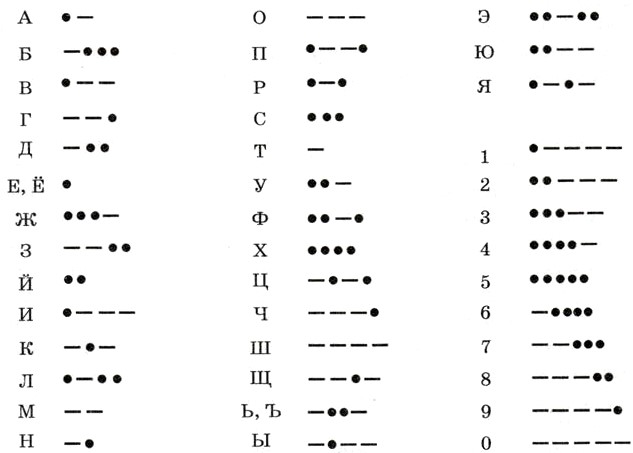 А ●—
Б —●●●
В ●——
Г ——●
Д —●●
Е, Ё ●
Ж ●●●—
З ——●●
Й ●●
И ●———
К —●—
Л ●—●●
М ——
Н —●
О ———
П ●——●
Р ●—●
С ●●●
Т —
У ●●—
Ф ●●—●
Х ●●●●
Ц —●—●
Ч ———●
Ш ————
Щ ——●—
Ь, Ъ —●●—
Ы —●——
Э ●●—●●
Ю ●●——
Я ●—●—
1 ●————
2 ●●———
3 ●●●——
4 ●●●●—
5 ●●●●●
6 —●●●●
7 ——●●●
8 ———●●
9 ————●
0 —————